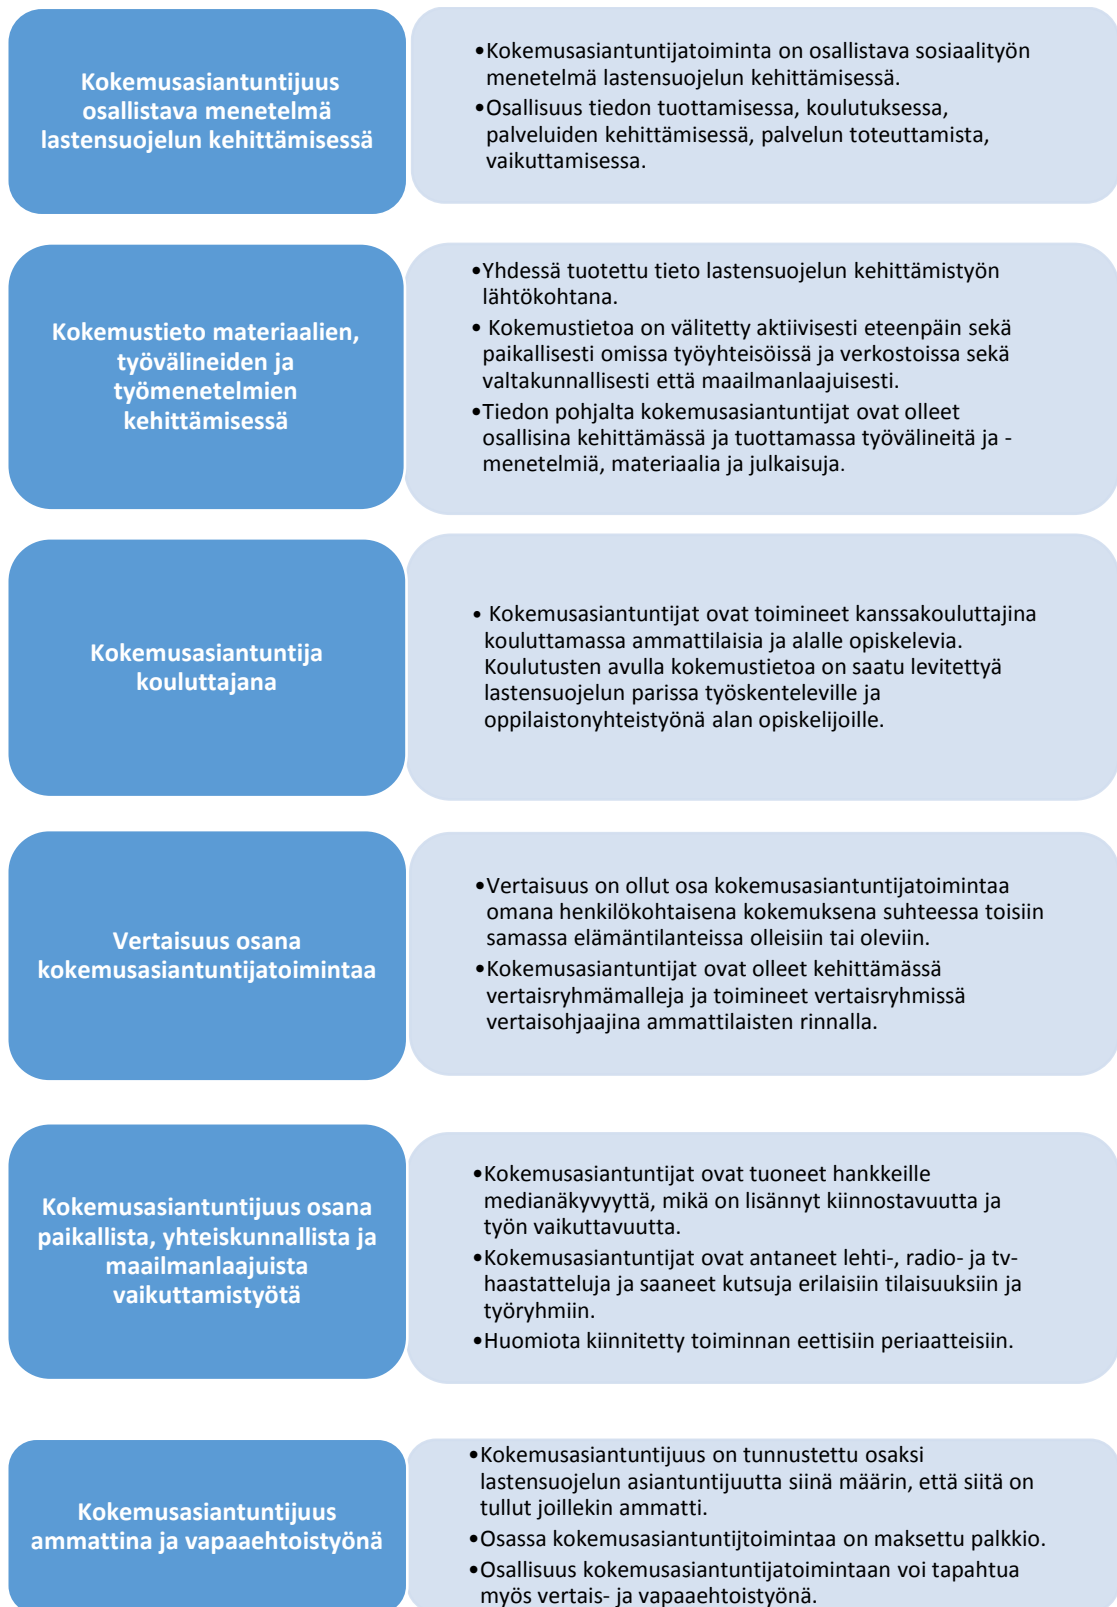 Kokemusasiantuntijuus
osallistava menetelmä
lastensuojelun kehittämisessä
•Kokemusasiantuntijatoiminta on osallistava sosiaalityön
menetelmä lastensuojelun kehittämisessä.
•Osallisuus tiedon tuottamisessa, koulutuksessa,
palveluiden kehittämisessä, palvelun toteuttamista,
vaikuttamisessa.
Kokemustieto materiaalien,
työvälineiden ja
työmenetelmien
kehittämisessä
•Yhdessä tuotettu tieto lastensuojelun kehittämistyön
lähtökohtana.
• Kokemustietoa on välitetty aktiivisesti eteenpäin sekä
paikallisesti omissa työyhteisöissä ja verkostoissa sekä
valtakunnallisesti että maailmanlaajuisesti.
•Tiedon pohjalta kokemusasiantuntijat ovat olleet
osallisina kehittämässä ja tuottamassa työvälineitä ja -
menetelmiä, materiaalia ja julkaisuja.
Kokemusasiantuntija
kouluttajana
• Kokemusasiantuntijat ovat toimineet kanssakouluttajina
kouluttamassa ammattilaisia ja alalle opiskelevia.
Koulutusten avulla kokemustietoa on saatu levitettyä
lastensuojelun parissa työskenteleville ja
oppilaistonyhteistyönä alan opiskelijoille.
Vertaisuus osana
kokemusasiantuntijatoimintaa
•Vertaisuus on ollut osa kokemusasiantuntijatoimintaa
omana henkilökohtaisena kokemuksena suhteessa toisiin
samassa elämäntilanteissa olleisiin tai oleviin.
•Kokemusasiantuntijat ovat olleet kehittämässä
vertaisryhmämalleja ja toimineet vertaisryhmissä
vertaisohjaajina ammattilaisten rinnalla.
Kokemusasiantuntijuus osana
paikallista, yhteiskunnallista ja
maailmanlaajuista
vaikuttamistyötä
•Kokemusasiantuntijat ovat tuoneet hankkeille
medianäkyvyyttä, mikä on lisännyt kiinnostavuutta ja
työn vaikuttavuutta.
•Kokemusasiantuntijat ovat antaneet lehti-, radio- ja tv-
haastatteluja ja saaneet kutsuja erilaisiin tilaisuuksiin ja
työryhmiin.
•Huomiota kiinnitetty toiminnan eettisiin periaatteisiin.
Kokemusasiantuntijuus
ammattina ja vapaaehtoistyönä
•Kokemusasiantuntijuus on tunnustettu osaksi
lastensuojelun asiantuntijuutta siinä määrin, että siitä on
tullut joillekin ammatti.
•Osassa kokemusasiantuntijtoimintaa on maksettu palkkio.
•Osallisuus kokemusasiantuntijatoimintaan voi tapahtua
myös vertais- ja vapaaehtoistyönä.